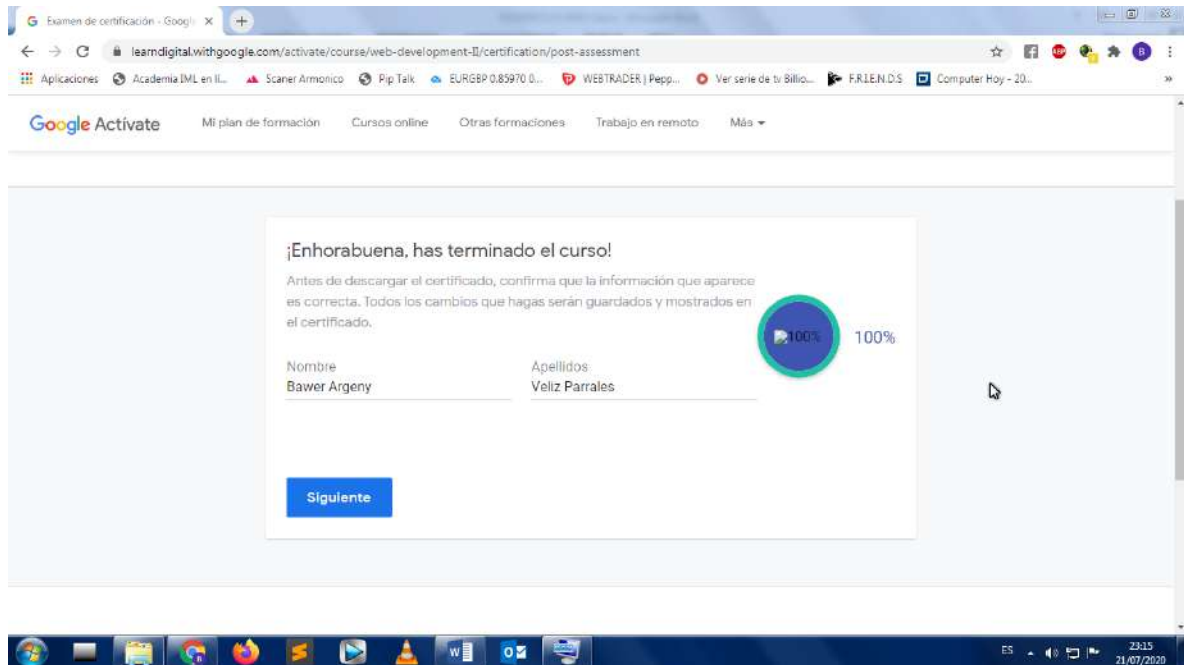 Examen de certificación - Googl
learndigital.withgoogle.com/activate/course/web-development-II/certification/post-assessment
Aplicaciones Academia IML en lí... Scaner Armonico Pip Talk EURGBP 0.85970 0... WEBTRADER | Pepp... Ver serie de tv Billio... F.R.I.E.N.D.S Computer Hoy - 20...
Google Actívate Mi plan de formación Cursos online Otras formaciones Trabajo en remoto Más
¡Enhorabuena, has terminado el curso!
Antes de descargar el certificado, confirma que la información que aparece
es correcta. Todos los cambios que hagas serán guardados y mostrados en
el certificado.
100% 100%
Nombre Apellidos
Bawer Argeny Veliz Parrales
Siguiente
ES 23:15
21/07/2020